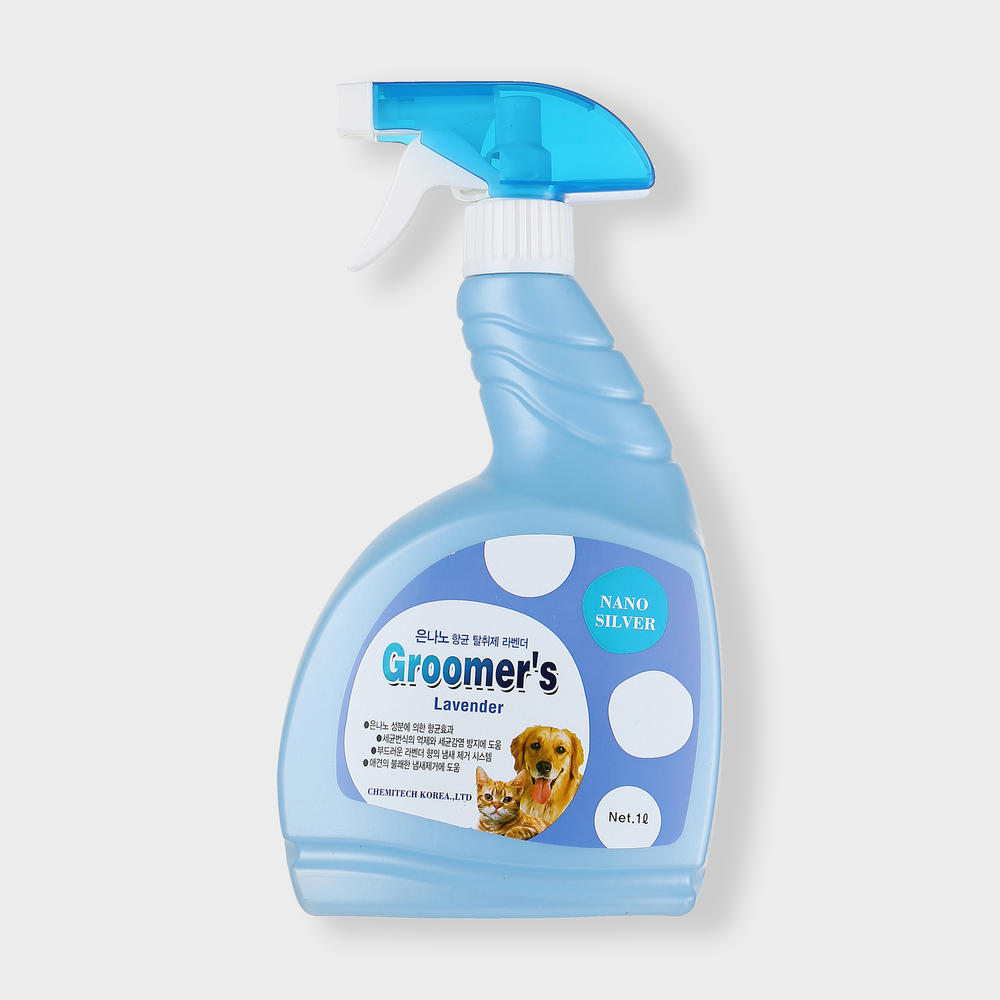 NANO
SILVER
은나노 항균 탈취제 라벤더
Groomer's
Lavender
●은나노 성분에 의한 항균효과
●세균번식의 억제와 세균감염 방지에 도움
●부드러운 라벤더 향의 냄새 제거 시스템
●애견의 불쾌한 냄새제거에 도움
CHEMITECH KOREA.,LTD
Net.1ℓ